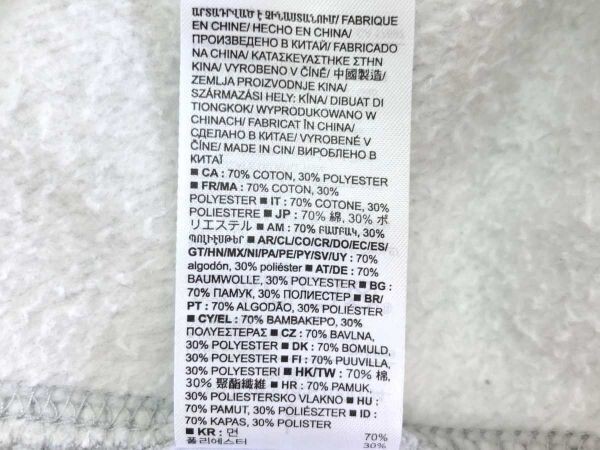 ԱՐՏԱԴՐՎԱԾ Է ՉԻՆԱՍՏԱՆՈՒՄ/ FABRIQUE
EN CHINE/ HECHO EN CHINA/
ПРОИЗВЕДЕНО В КИТАЙ/ FABRICADO
NA CHINA/ ΚΑΤΑΣΚΕΥΑΣΤΗΚΕ ΣΤΗΝ
ΚΙΝΑ/ VYROBENO V ČÍNĚ/ 中國製造/
ZEMLJA PROIZVODNJE KINA/
SZÁRMAZÁSI HELY: KÍNA/ DIBUAT DI
TIONGKOK/ WYPRODUKOWANO W
CHINACH/ FABRICAT ÎN CHINA/
СДЕЛАНО В КИТАЕ/ VYROBENÉ V
ČÍNE/ MADE IN CIN/ ВИРОБЛЕНО В
КИТАЇ
■ CA : 70% COTON, 30% POLYESTER
■ FR/MA : 70% COTON, 30%
POLYESTER ■ IT : 70% COTONE, 30%
POLIESTERE ■ JP : 70% 綿, 30% ポ
リエステル ■ AM : 70% ԲԱՄԲԱԿ, 30%
ՊՈԼԻԷՍԹԵՐ ■ AR/CL/CO/CR/DO/EC/ES/
GT/HN/MX/NI/PA/PE/PY/SV/UY : 70%
algodón, 30% poliéster ■ AT/DE : 70%
BAUMWOLLE, 30% POLYESTER ■ BG :
70% ПАМУК, 30% ПОЛИЕСТЕР ■ BR/
PT : 70% ALGODÃO, 30% POLIÉSTER
■ CY/EL : 70% ΒΑΜΒΑΚΕΡΟ, 30%
ΠΟΛΥΕΣΤΕΡΑΣ ■ CZ : 70% BAVLNA,
30% POLYESTER ■ DK : 70% BOMULD,
30% POLYESTER ■ FI : 70% PUUVILLA,
30% POLYESTERI ■ HK/TW : 70% 棉,
30% 聚酯纖維 ■ HR : 70% PAMUK,
30% POLIESTERSKO VLAKNO ■ HU :
70% PAMUT, 30% POLIÉSZTER ■ ID :
70% KAPAS, 30% POLISTER
■ KR : 면 70%
폴리에스터 30%